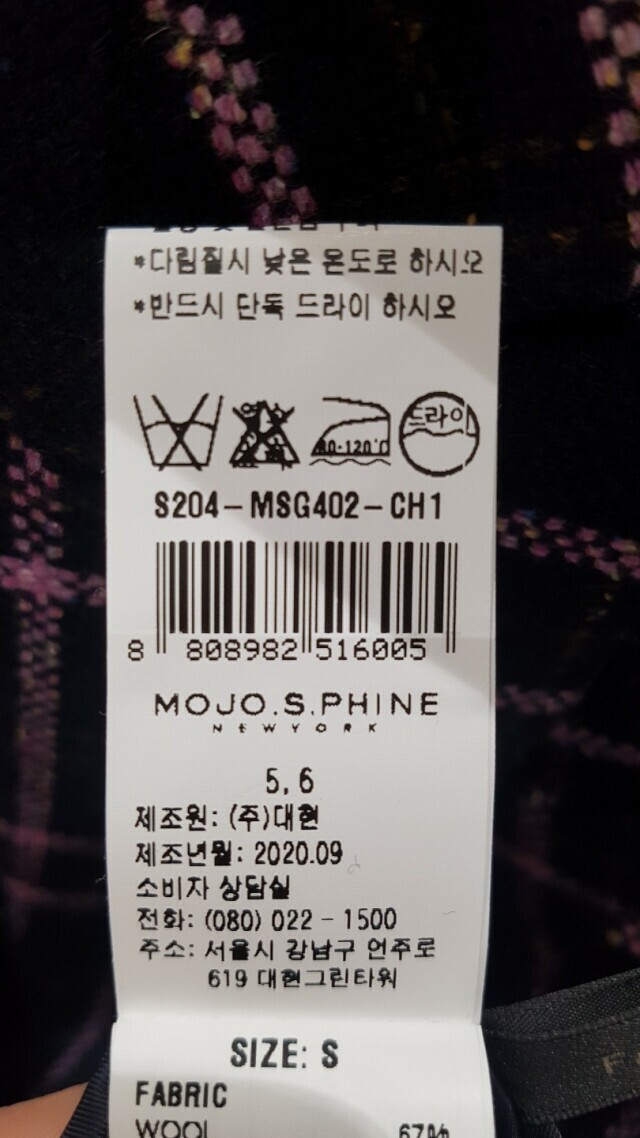 *다림질시 낮은 온도로 하시오
*반드시 단독 드라이 하시오
80-120℃ 드라이
S204-MSG402-CH1
8 808982 516005
MOJO.S.PHINE
NEWYORK
5,6
제조원: (주)대현
제조년월: 2020.09
소비자 상담실
전화: (080) 022-1500
주소: 서울시 강남구 언주로
619 대현그린타워
SIZE: S
FABRIC
WOOL 67%